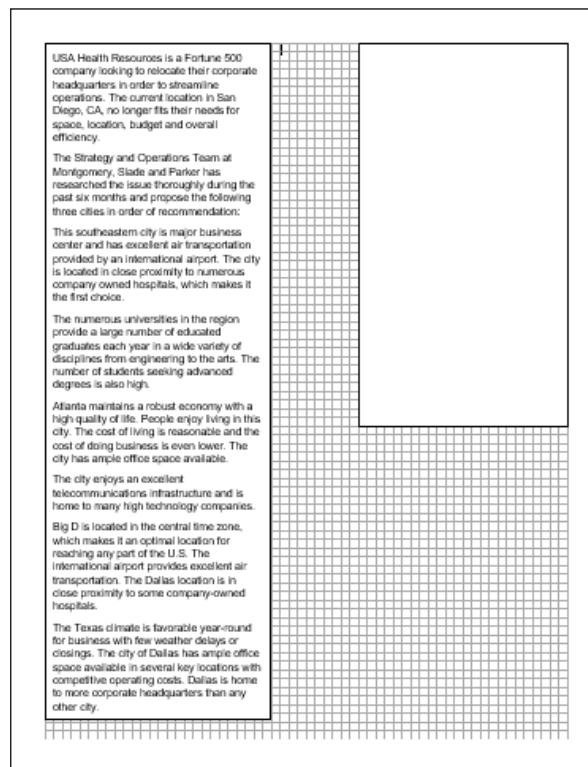 USA Health Resources is a Fortune 500
company looking to relocate their corporate
headquarters in order to streamline
operations. The current location in San
Diego, CA, no longer fits their needs for
space, location, budget and overall
efficiency.
The Strategy and Operations Team at
Montgomery, Slade and Parker has
researched the issue thoroughly during the
past six months and propose the following
three cities in order of recommendation:
This southeastern city is major business
center and has excellent air transportation
provided by an international airport. The city
is located in close proximity to numerous
company owned hospitals, which makes it
the first choice.
The numerous universities in the region
provide a large number of educated
graduates each year in a wide variety of
disciplines from engineering to the arts. The
number of students seeking advanced
degrees is also high.
Atlanta maintains a robust economy with a
high quality of life. People enjoy living in this
city. The cost of living is reasonable and the
cost of doing business is even lower. The
city has ample office space available.
The city enjoys an excellent
telecommunications infrastructure and is
home to many high technology companies.
Big D is located in the central time zone,
which makes it an optimal location for
reaching any part of the U.S. The
international airport provides excellent air
transportation. The Dallas location is in
close proximity to some company-owned
hospitals.
The Texas climate is favorable year-round
for business with few weather delays or
closings. The city of Dallas has ample office
space available in several key locations with
competitive operating costs. Dallas is home
to more corporate headquarters than any
other city.